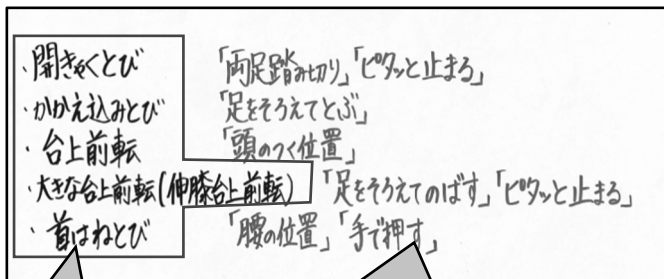 ・開きゃくとび 「両足踏み切り」「ピタッと止まる」
・かかえ込みとび 「足をそろえてとぶ」
・台上前転 「頭のつく位置」
・大きな台上前転(伸膝台上前転) 「足をそろえてのばす」「ピタッと止まる」
・首はねとび 「腰の位置」「手で押す」